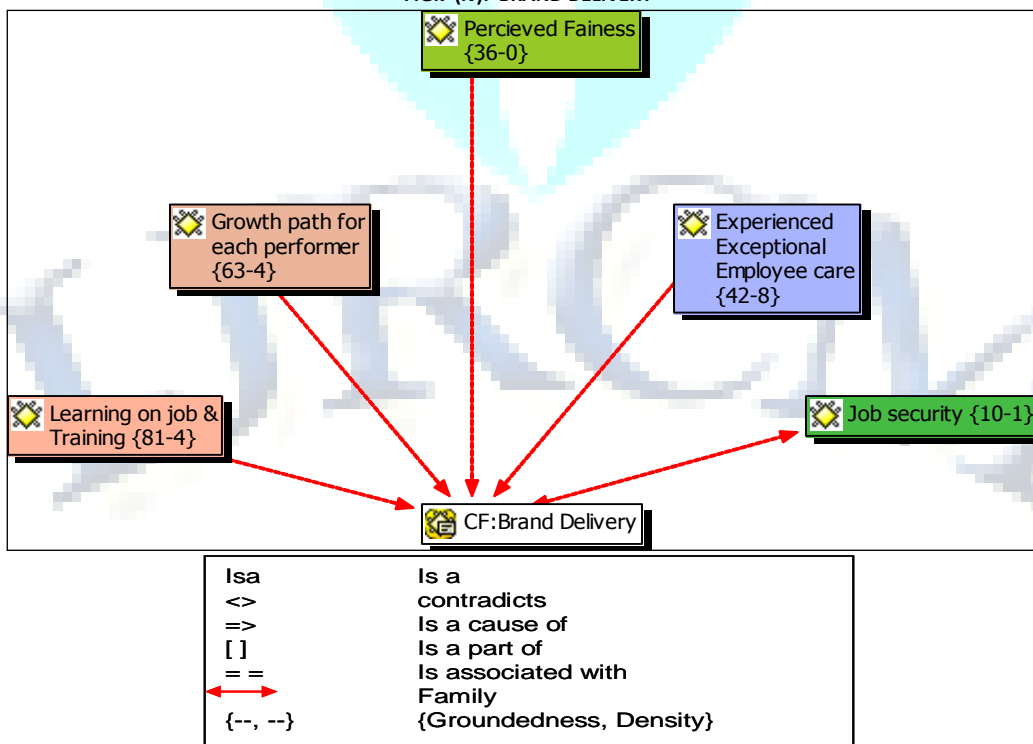 BRAND DELIVERY
Percieved Fainess
{36-0}
Growth path for
each performer
{63-4}
Experienced
Exceptional
Employee care
{42-8}
Learning on job &
Training {81-4}
Job security {10-1}
CF:Brand Delivery
Isa Is a
<> contradicts
=> Is a cause of
[ ] Is a part of
= = Is associated with
Family
{--, --} {Groundedness, Density}